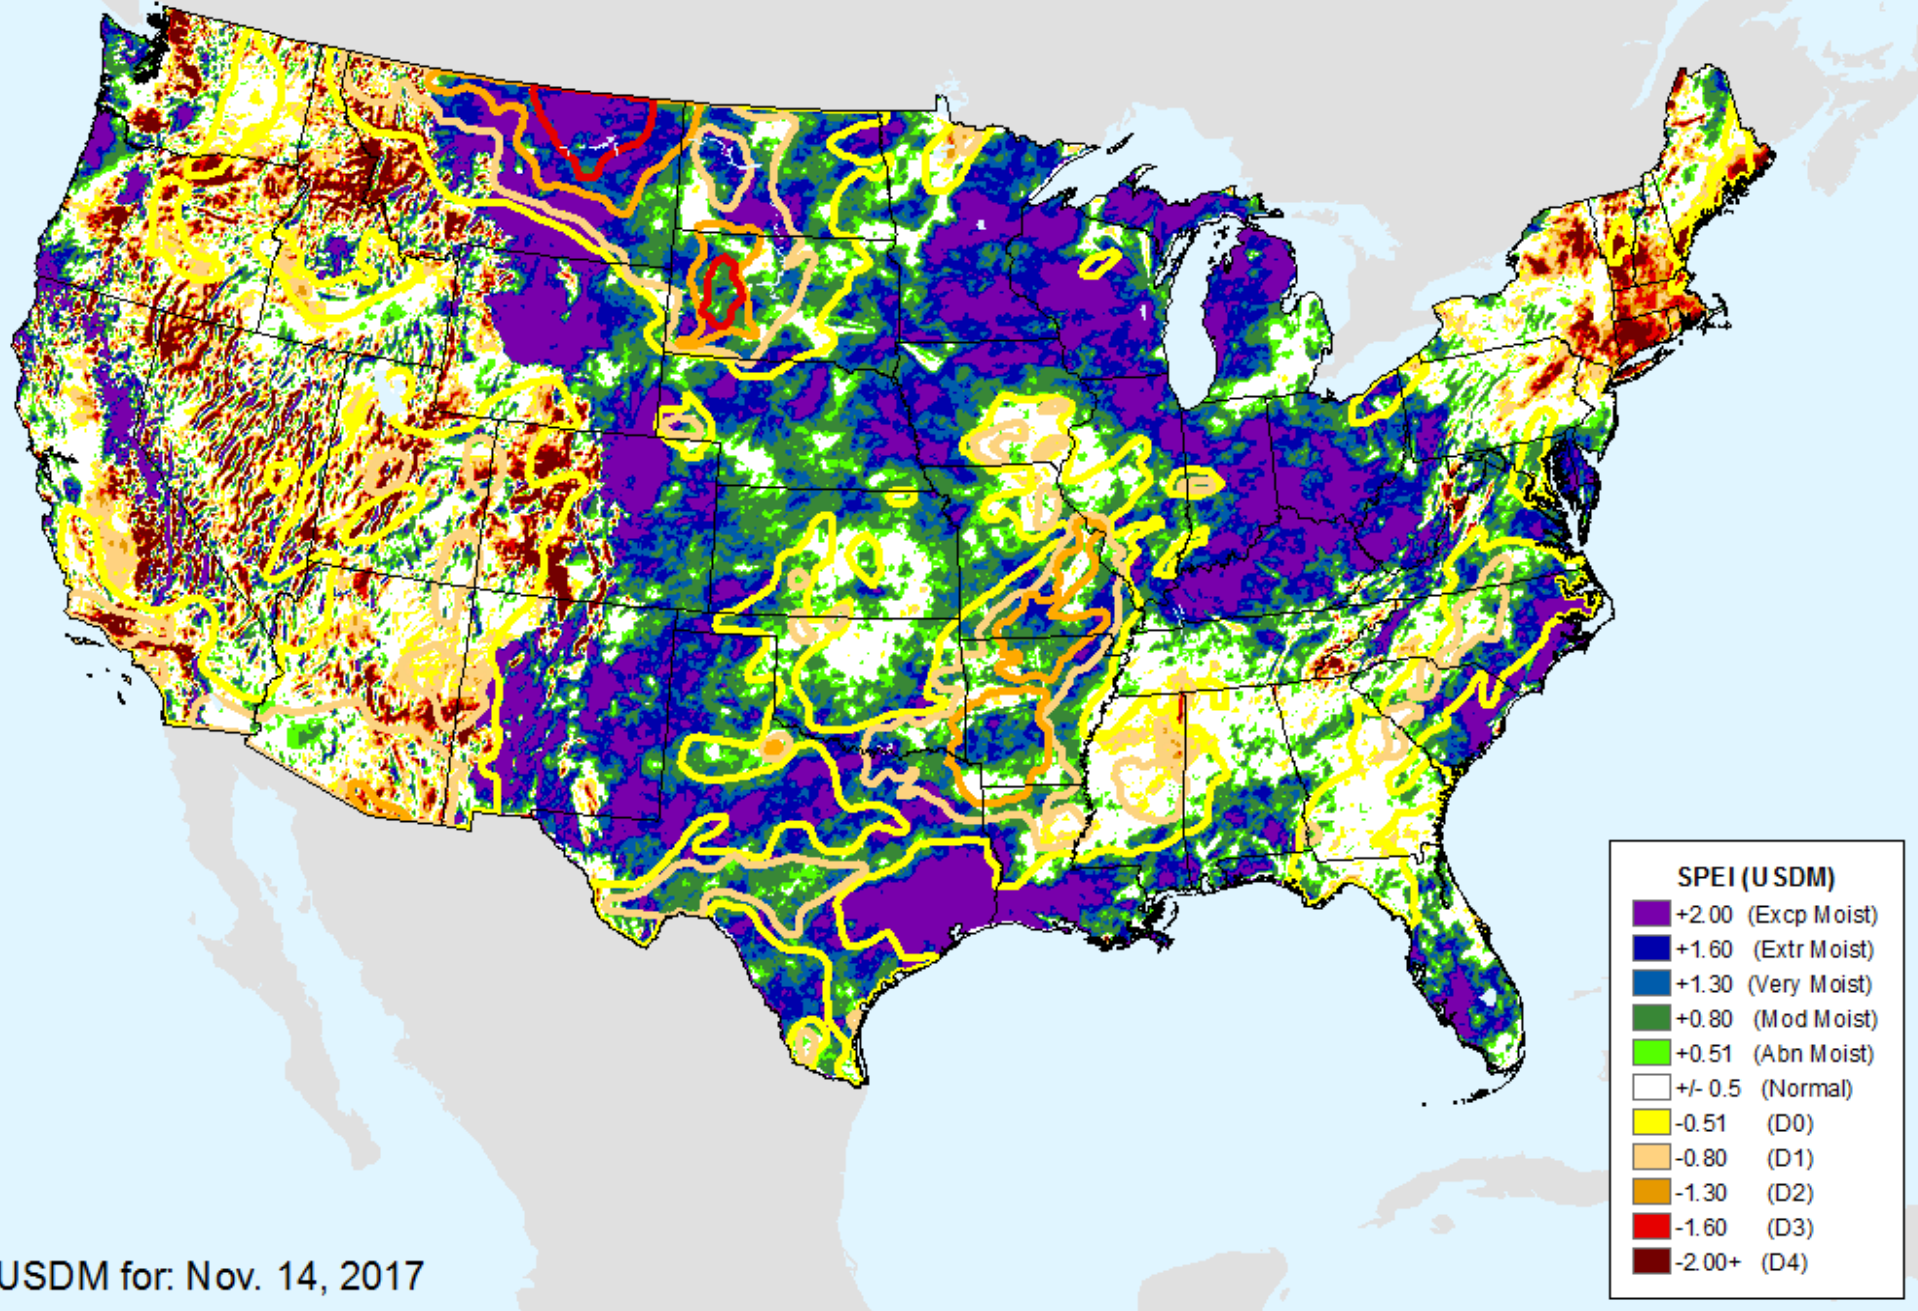 SPEI (USDM)
+2.00 (Excp Moist)
+1.60 (Extr Moist)
+1.30 (Very Moist)
+0.80 (Mod Moist)
+0.51 (Abn Moist)
+/- 0.5 (Normal)
-0.51 (D0)
-0.80 (D1)
-1.30 (D2)
-1.60 (D3)
-2.00+ (D4)
USDM for: Nov. 14, 2017